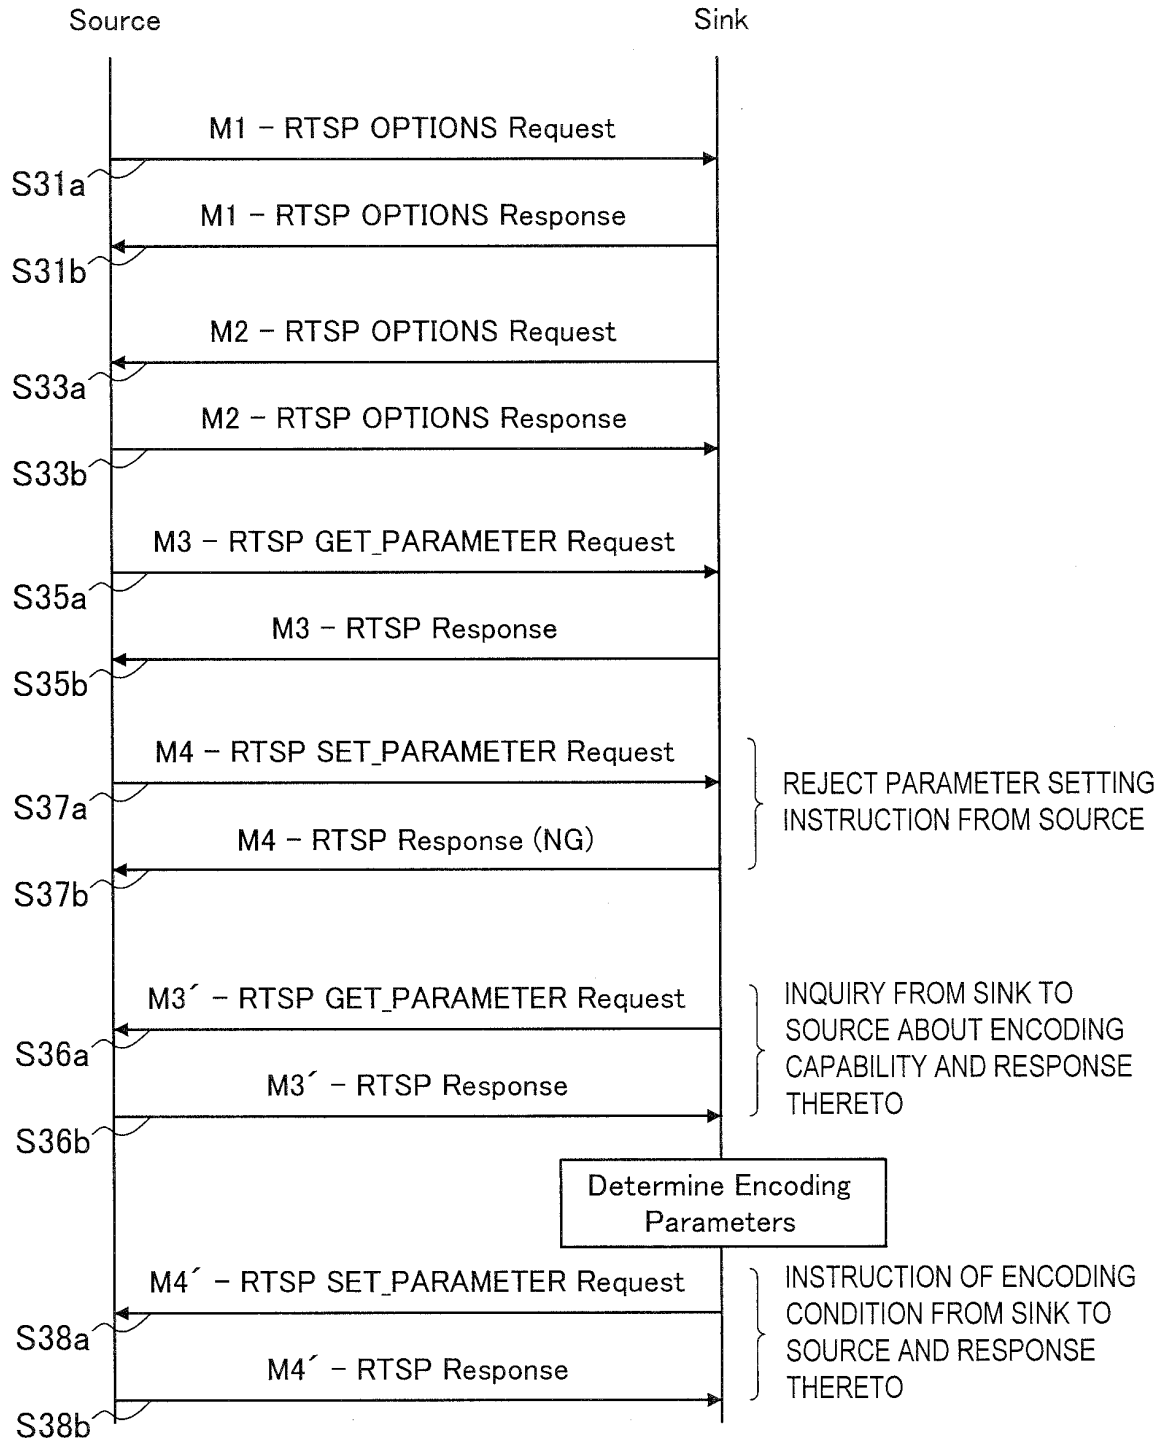 Source
Sink
M1 - RTSP OPTIONS Request
S31a
M1 - RTSP OPTIONS Response
S31b
M2 - RTSP OPTIONS Request
S33a
M2 - RTSP OPTIONS Response
S33b
M3 - RTSP GET_PARAMETER Request
S35a
M3 - RTSP Response
S35b
M4 - RTSP SET_PARAMETER Request
S37a
REJECT PARAMETER SETTING
INSTRUCTION FROM SOURCE
M4 - RTSP Response (NG)
S37b
M3´ - RTSP GET_PARAMETER Request
S36a
INQUIRY FROM SINK TO
SOURCE ABOUT ENCODING
CAPABILITY AND RESPONSE
THERETO
M3´ - RTSP Response
S36b
Determine Encoding
Parameters
M4´ - RTSP SET_PARAMETER Request
S38a
INSTRUCTION OF ENCODING
CONDITION FROM SINK TO
SOURCE AND RESPONSE
THERETO
M4´ - RTSP Response
S38b